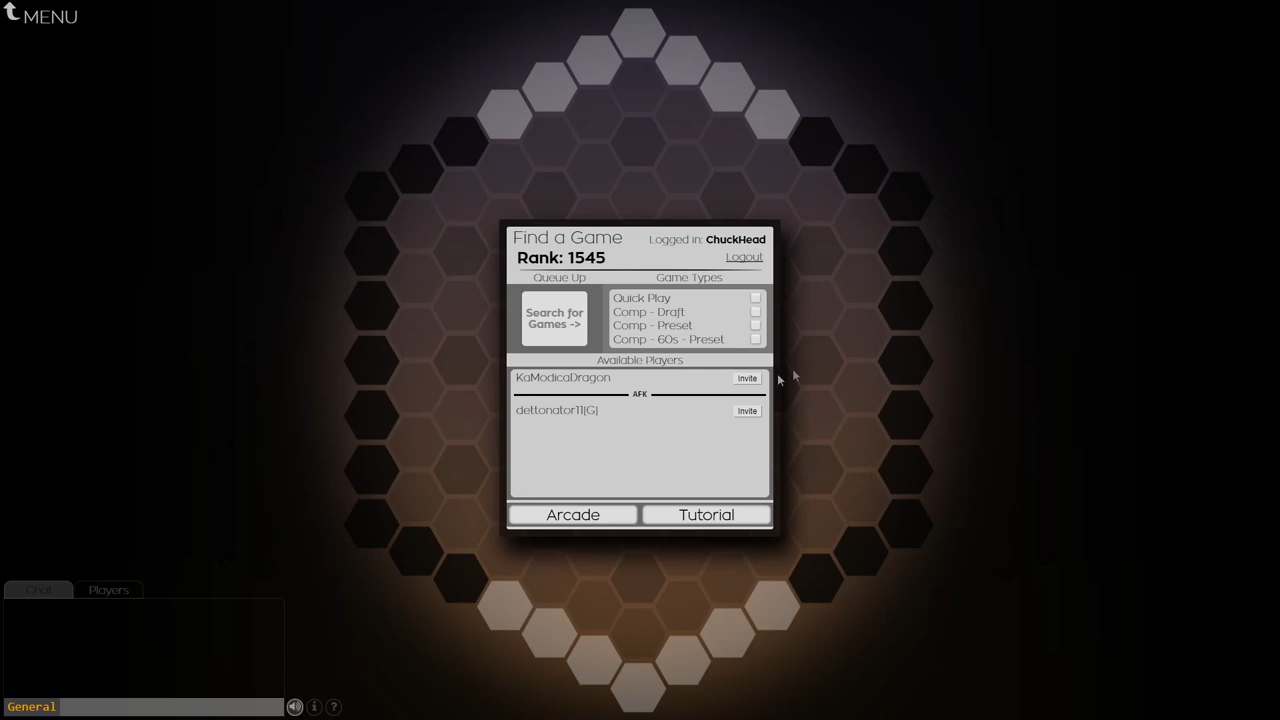 MENU
Find a Game
Logged in: ChuckHead
Rank: 1545
Logout
Queue Up
Game Types
Search for
Games ->
Quick Play
Comp - Draft
Comp - Preset
Comp - 60s - Preset
Available Players
KaModicaDragon
Invite
AFK
dettonator11[G]
Invite
Arcade
Tutorial
Chat
Players
General
i
?